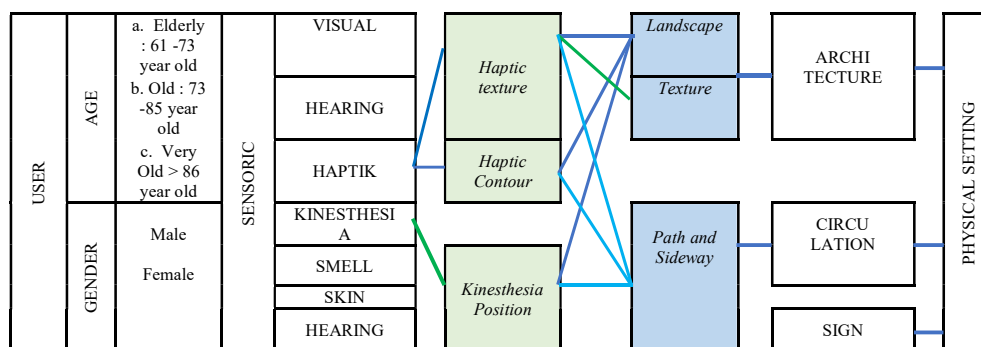 USER
AGE
GENDER
a. Elderly
: 61 -73
year old
b. Old : 73
-85 year
old
c. Very
Old > 86
year old
Male
Female
SENSORIC
VISUAL
HEARING
HAPTIK
KINESTHESI
A
SMELL
SKIN
HEARING
Haptic
texture
Haptic
Contour
Kinesthesia
Position
Landscape
Texture
Path and
Sideway
ARCHI
TECTURE
CIRCU
LATION
SIGN
PHYSICAL SETTING